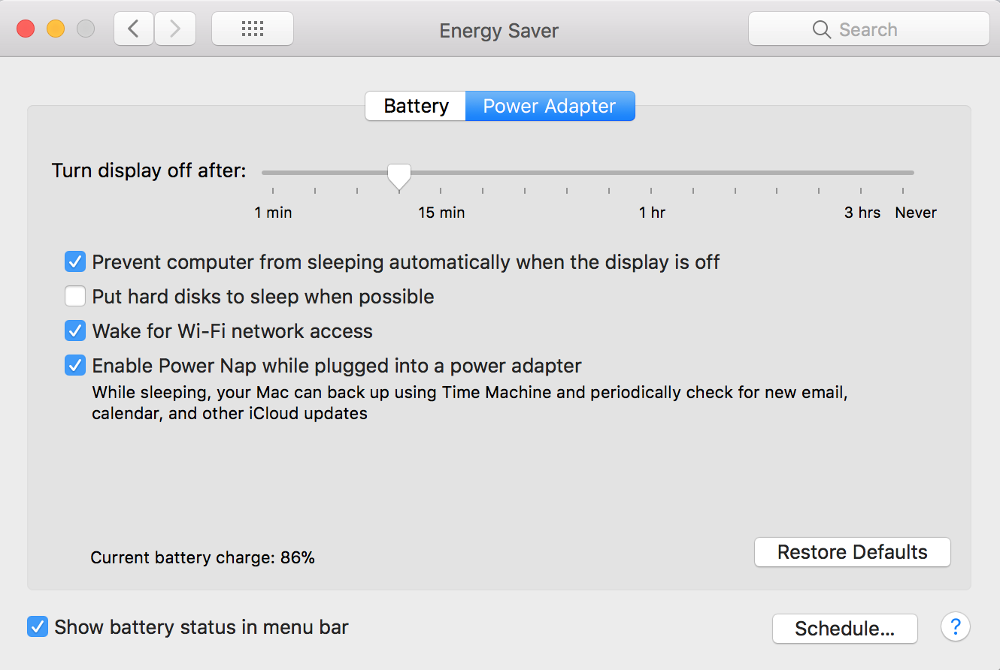 Energy Saver
Search
Battery
Power Adapter
Turn display off after:
1 min
15 min
1 hr
3 hrs
Never
Prevent computer from sleeping automatically when the display is off
Put hard disks to sleep when possible
Wake for Wi-Fi network access
Enable Power Nap while plugged into a power adapter
While sleeping, your Mac can back up using Time Machine and periodically check for new email,
calendar, and other iCloud updates
Current battery charge: 86%
Restore Defaults
Show battery status in menu bar
Schedule...
?